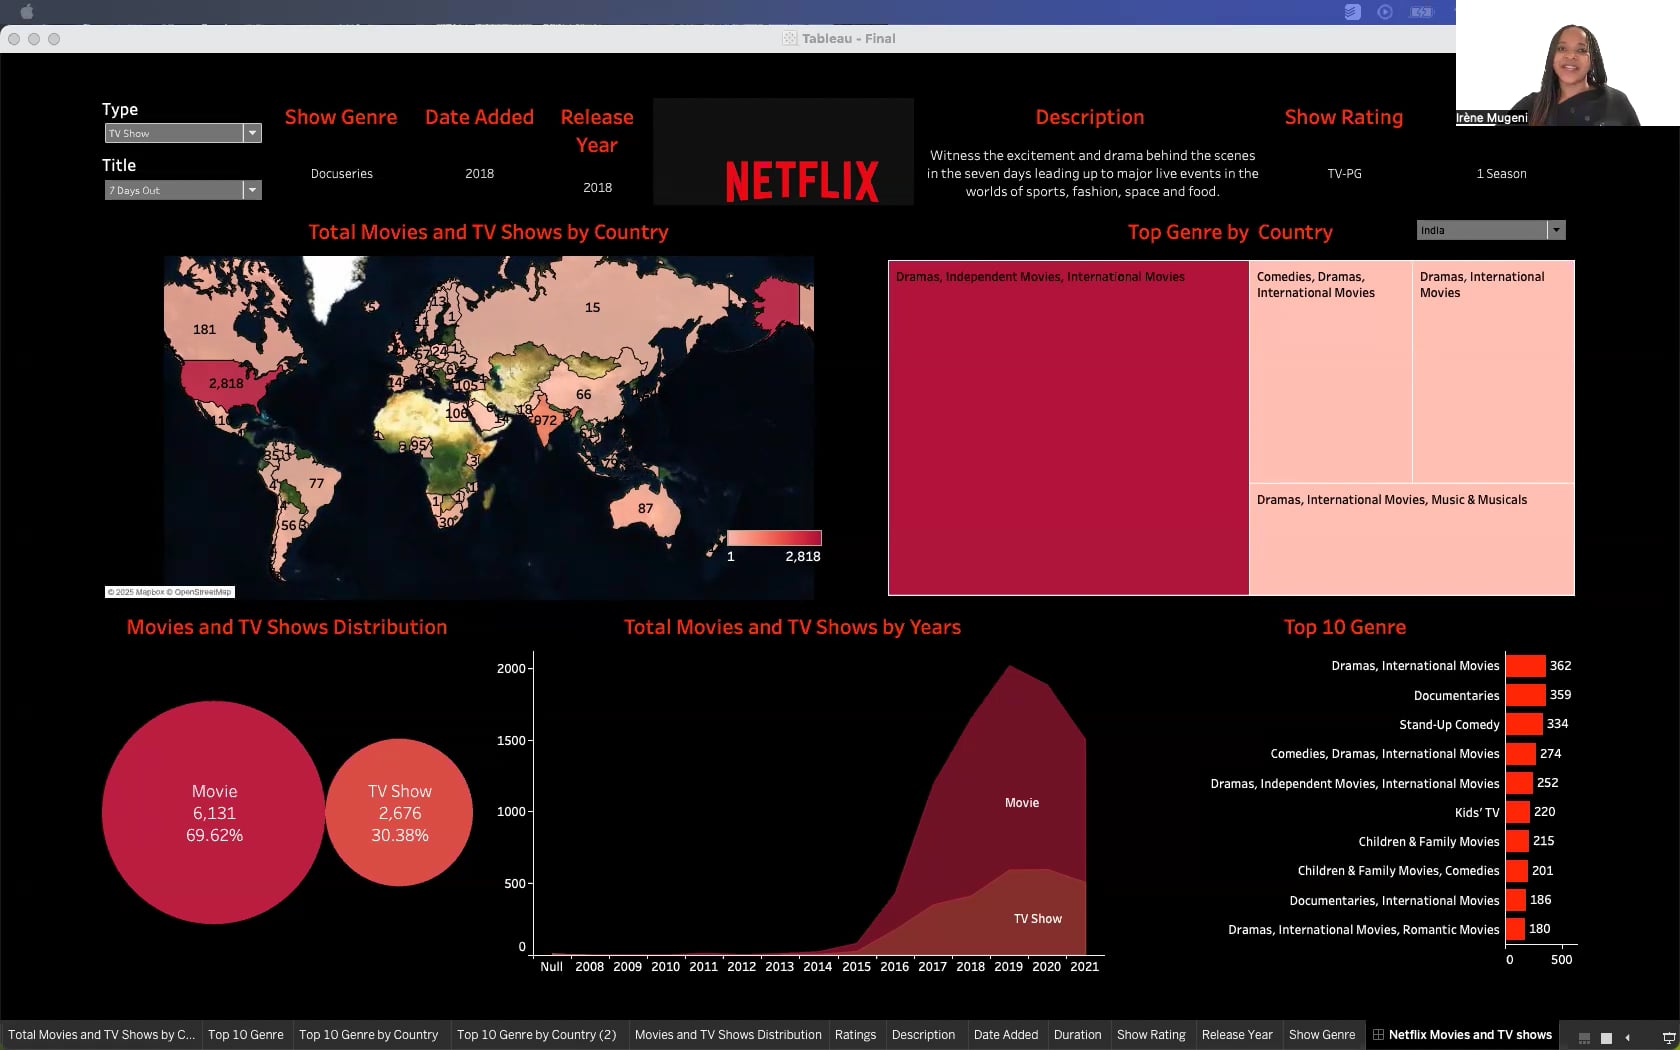 Tableau - Final
Irène Mugeni
Type
TV Show
Title
7 Days Out
Show Genre
Docuseries
Date Added
2018
Release
Year
2018
NETFLIX
Description
Witness the excitement and drama behind the scenes
in the seven days leading up to major live events in the
worlds of sports, fashion, space and food.
Show Rating
TV-PG
1 Season
Total Movies and TV Shows by Country
181
2,818
15
13
1
24
105
106
66
972
18
95
35
77
56
30
87
1
2,818
© 2025 Mapbox © OpenStreetMap
Top Genre by Country
India
Dramas, Independent Movies, International Movies
Comedies, Dramas,
International Movies
Dramas, International
Movies
Dramas, International Movies, Music & Musicals
Movies and TV Shows Distribution
Movie
6,131
69.62%
TV Show
2,676
30.38%
Total Movies and TV Shows by Years
2000
1500
1000
500
0
Movie
TV Show
Null 2008 2009 2010 2011 2012 2013 2014 2015 2016 2017 2018 2019 2020 2021
Top 10 Genre
Dramas, International Movies 362
Documentaries 359
Stand-Up Comedy 334
Comedies, Dramas, International Movies 274
Dramas, Independent Movies, International Movies 252
Kids' TV 220
Children & Family Movies 215
Children & Family Movies, Comedies 201
Documentaries, International Movies 186
Dramas, International Movies, Romantic Movies 180
0 500
Total Movies and TV Shows by C... Top 10 Genre Top 10 Genre by Country Top 10 Genre by Country (2) Movies and TV Shows Distribution Ratings Description Date Added Duration Show Rating Release Year Show Genre Netflix Movies and TV shows